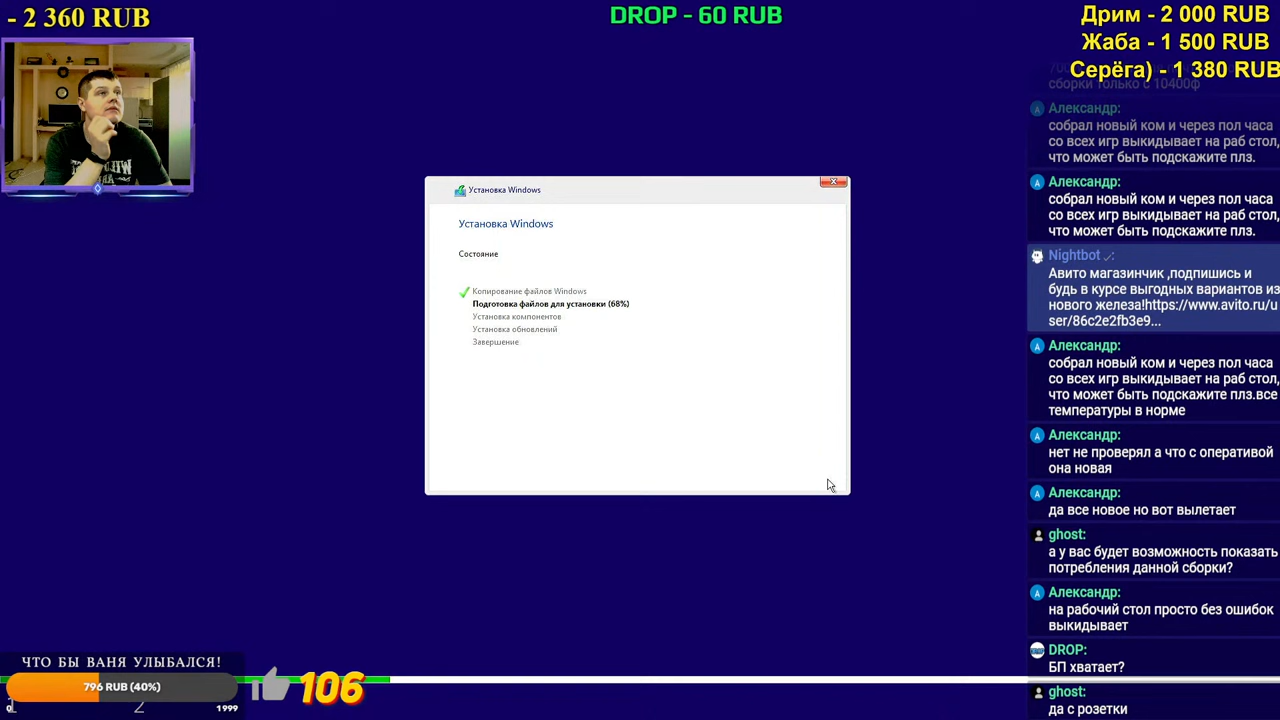 - 2 360 RUB
DROP - 60 RUB
Дрим - 2 000 RUB
Жаба - 1 500 RUB
Серёга) - 1 380 RUB
сборки только с 10400ф
Александр:
собрал новый ком и через пол часа
со всех игр выкидывает на раб стол,
что может быть подскажите плз.
Александр:
собрал новый ком и через пол часа
со всех игр выкидывает на раб стол,
что может быть подскажите плз.
Nightbot :
Авито магазинчик ,подпишись и
будь в курсе выгодных вариантов из
нового железа!https://www.avito.ru/u
ser/86c2e2fb3e9...
Александр:
собрал новый ком и через пол часа
со всех игр выкидывает на раб стол,
что может быть подскажите плз.все
температуры в норме
Александр:
нет не проверял а что с оперативой
она новая
Александр:
да все новое но вот вылетает
ghost:
а у вас будет возможность показать
потребления данной сборки?
Александр:
на рабочий стол просто без ошибок
выкидывает
DROP:
БП хватает?
ghost:
да с розетки
Установка Windows
Установка Windows
Состояние
Копирование файлов Windows
Подготовка файлов для установки (68%)
Установка компонентов
Установка обновлений
Завершение
ЧТО БЫ ВАНЯ УЛЫБАЛСЯ!
796 RUB (40%)
0
1999
106
1
2